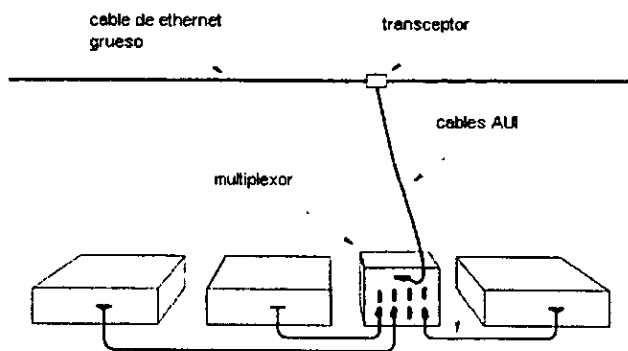 cable de ethernet
grueso
transceptor
cables AUI
multiplexor